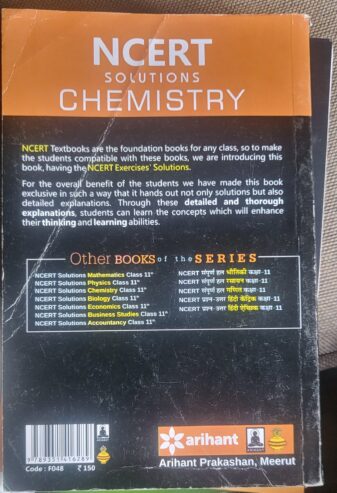 NCERT
SOLUTIONS
CHEMISTRY
NCERT Textbooks are the foundation books for any class, so to make
the students compatible with these books, we are introducing this
book, having the NCERT Exercises' Solutions.
For the overall benefit of the students we have made this book
exclusive in such a way that it hands out not only solutions but also
detailed explanations. Through these detailed and thorough
explanations, students can learn the concepts which will enhance
their thinking and learning abilities.
Other BOOKS of the SERIES
NCERT Solutions Mathematics Class 11th
NCERT Solutions Physics Class 11th
NCERT Solutions Chemistry Class 11th
NCERT Solutions Biology Class 11th
NCERT Solutions Economics Class 11th
NCERT Solutions Business Studies Class 11th
NCERT Solutions Accountancy Class 11th
NCERT संपूर्ण हल भौतिकी कक्षा-11
NCERT संपूर्ण हल रसायन कक्षा-11
NCERT संपूर्ण हल गणित कक्षा-11
NCERT प्रश्न-उत्तर हिंदी केंद्रिक कक्षा-11
NCERT प्रश्न-उत्तर हिंदी ऐच्छिक कक्षा-11
9789351416289
Code : F048 ₹ 150
arihant
Arihant Prakashan, Meerut